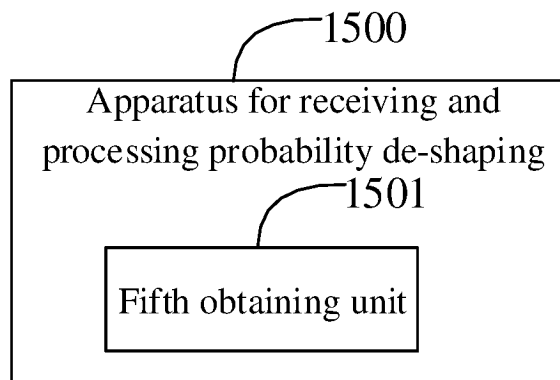 1500
Apparatus for receiving and
processing probability de-shaping
1501
Fifth obtaining unit